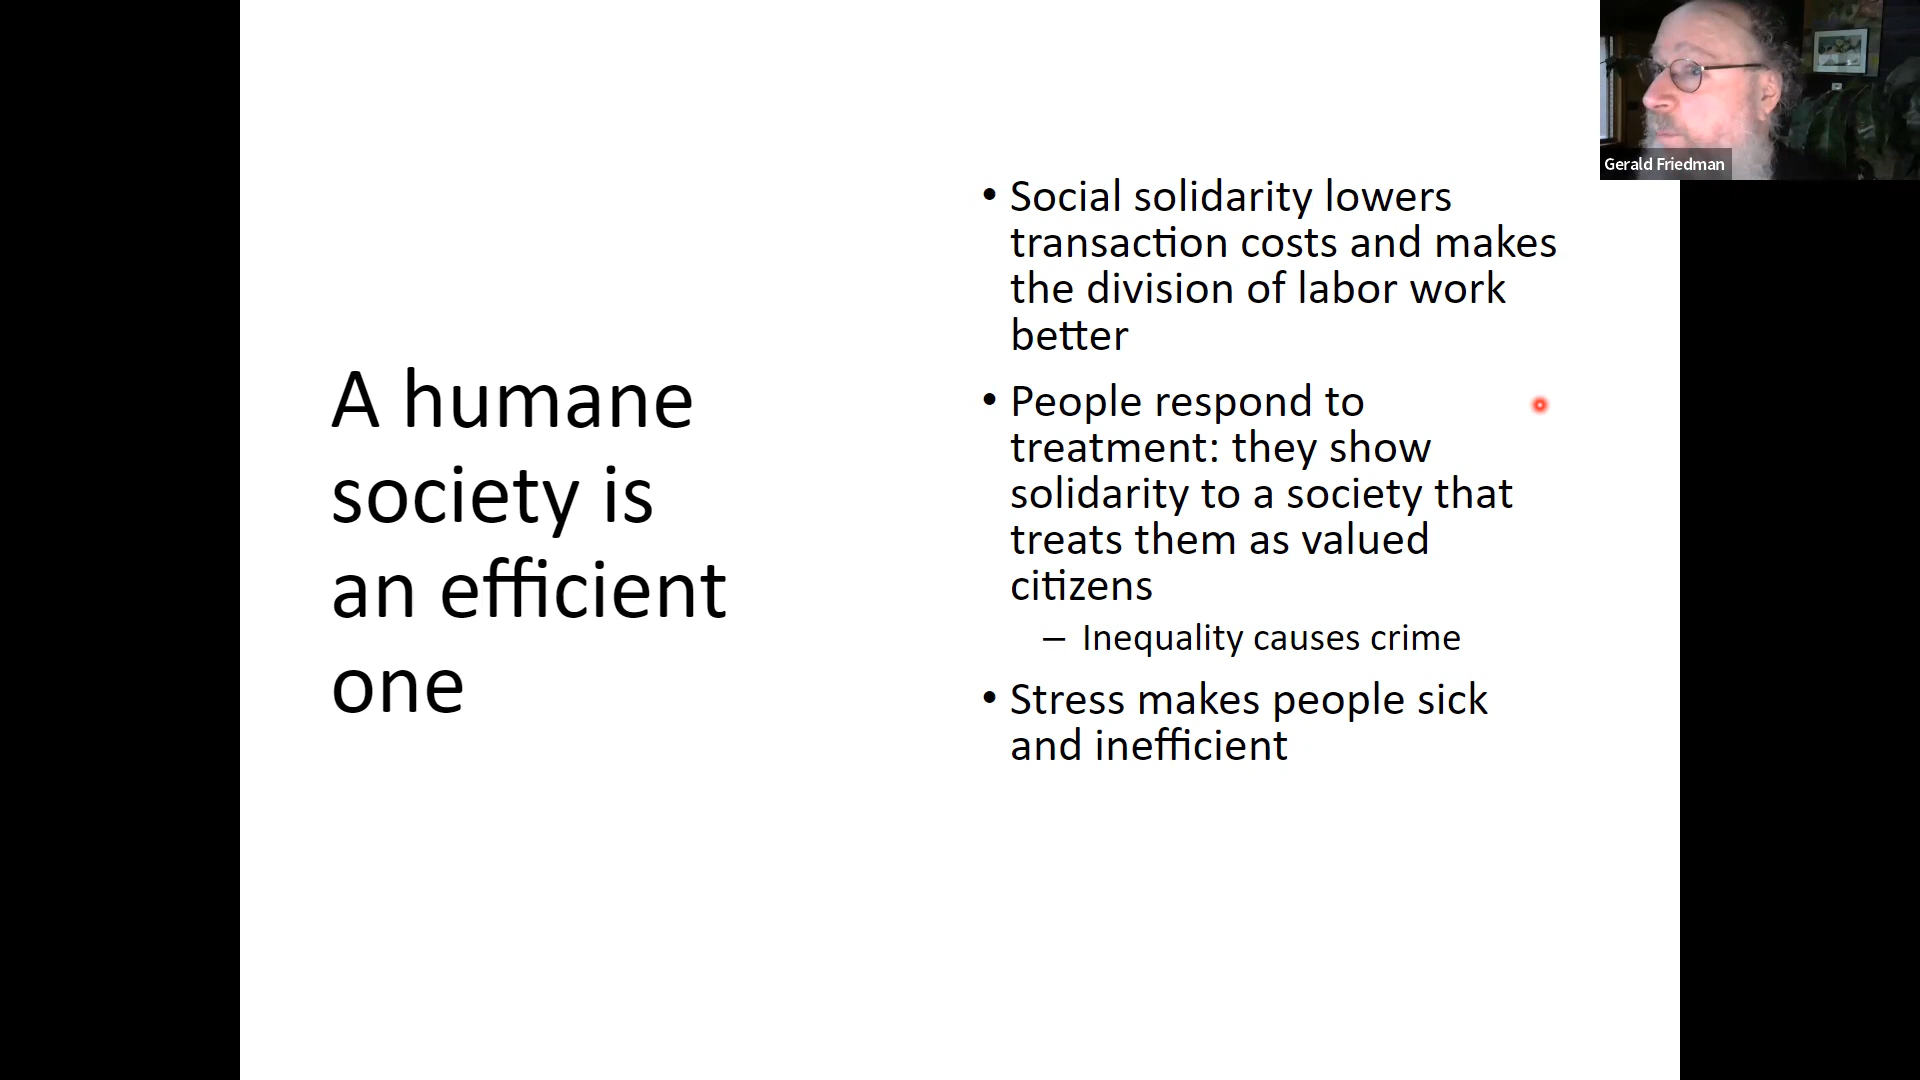 A humane
society is
an efficient
one
• Social solidarity lowers
transaction costs and makes
the division of labor work
better
• People respond to
treatment: they show
solidarity to a society that
treats them as valued
citizens
– Inequality causes crime
• Stress makes people sick
and inefficient
Gerald Friedman